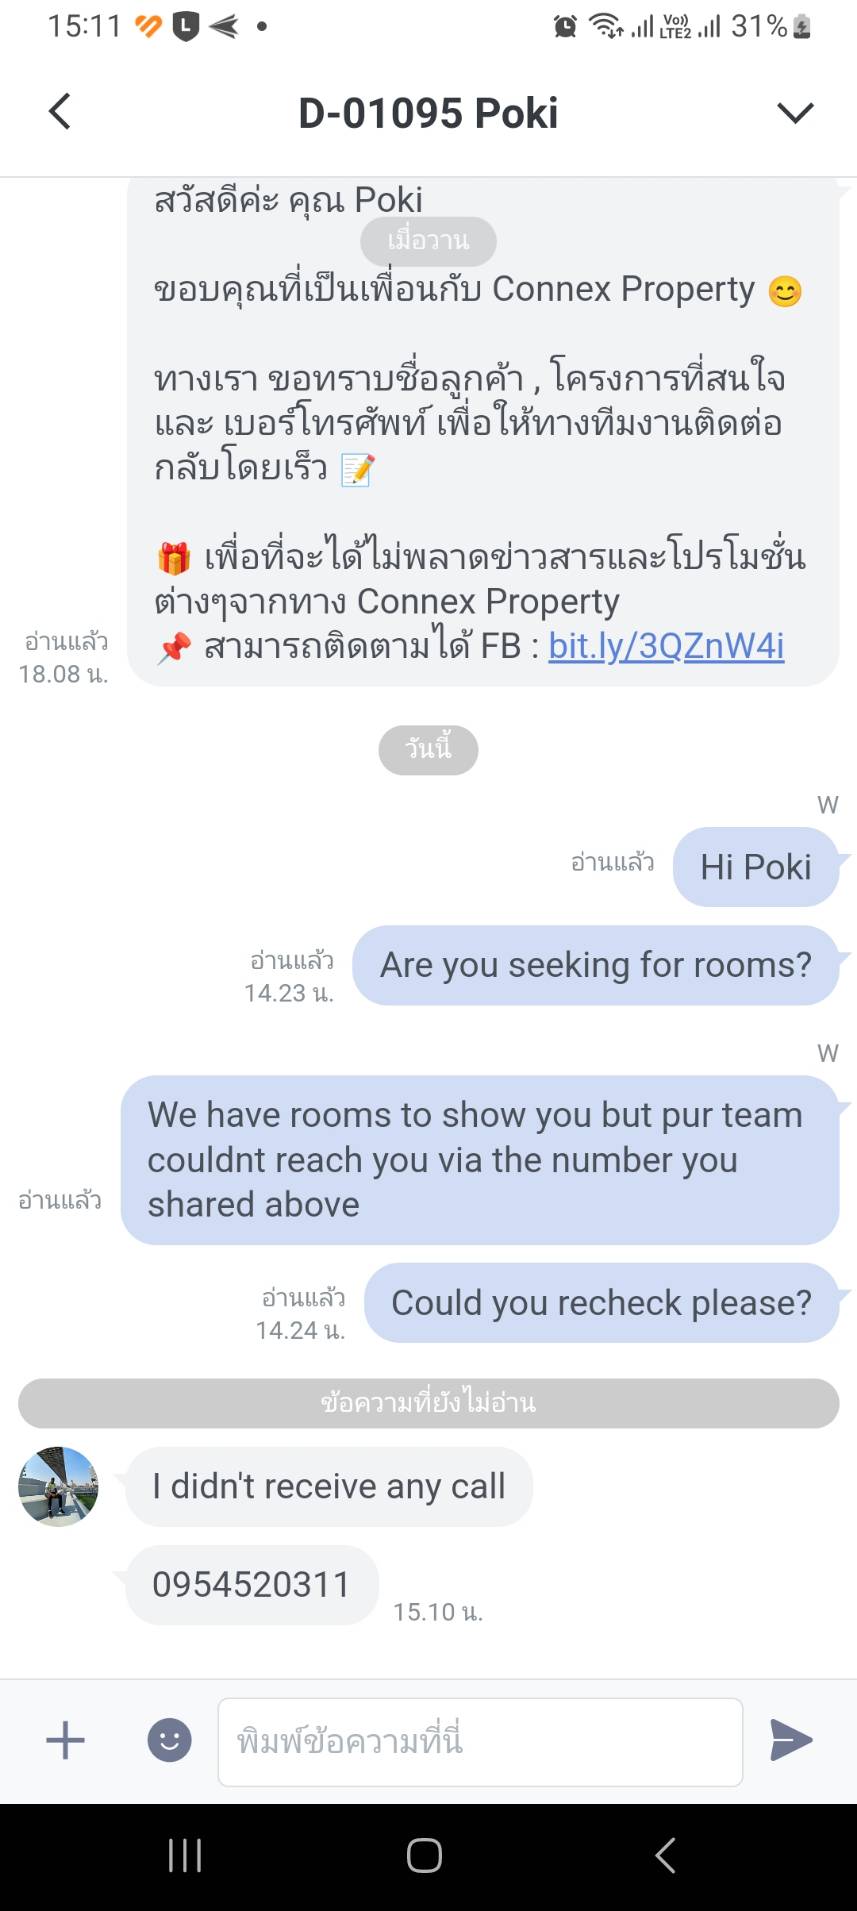 15:11
Vo))
LTE2
31%
D-01095 Poki
สวัสดีค่ะ คุณ Poki
เมื่อวาน
ขอบคุณที่เป็นเพื่อนกับ Connex Property 😊
ทางเรา ขอทราบชื่อลูกค้า , โครงการที่สนใจ
และ เบอร์โทรศัพท์ เพื่อให้ทางทีมงานติดต่อ
กลับโดยเร็ว 📝
🎁 เพื่อที่จะได้ไม่พลาดข่าวสารและโปรโมชั่น
ต่างๆจากทาง Connex Property
📌 สามารถติดตามได้ FB : bit.ly/3QZnW4i
อ่านแล้ว
18.08 น.
วันนี้
W
อ่านแล้ว
Hi Poki
อ่านแล้ว
14.23 น.
Are you seeking for rooms?
W
We have rooms to show you but pur team
couldnt reach you via the number you
shared above
อ่านแล้ว
อ่านแล้ว
14.24 น.
Could you recheck please?
ข้อความที่ยังไม่อ่าน
I didn't receive any call
0954520311
15.10 น.
พิมพ์ข้อความที่นี่